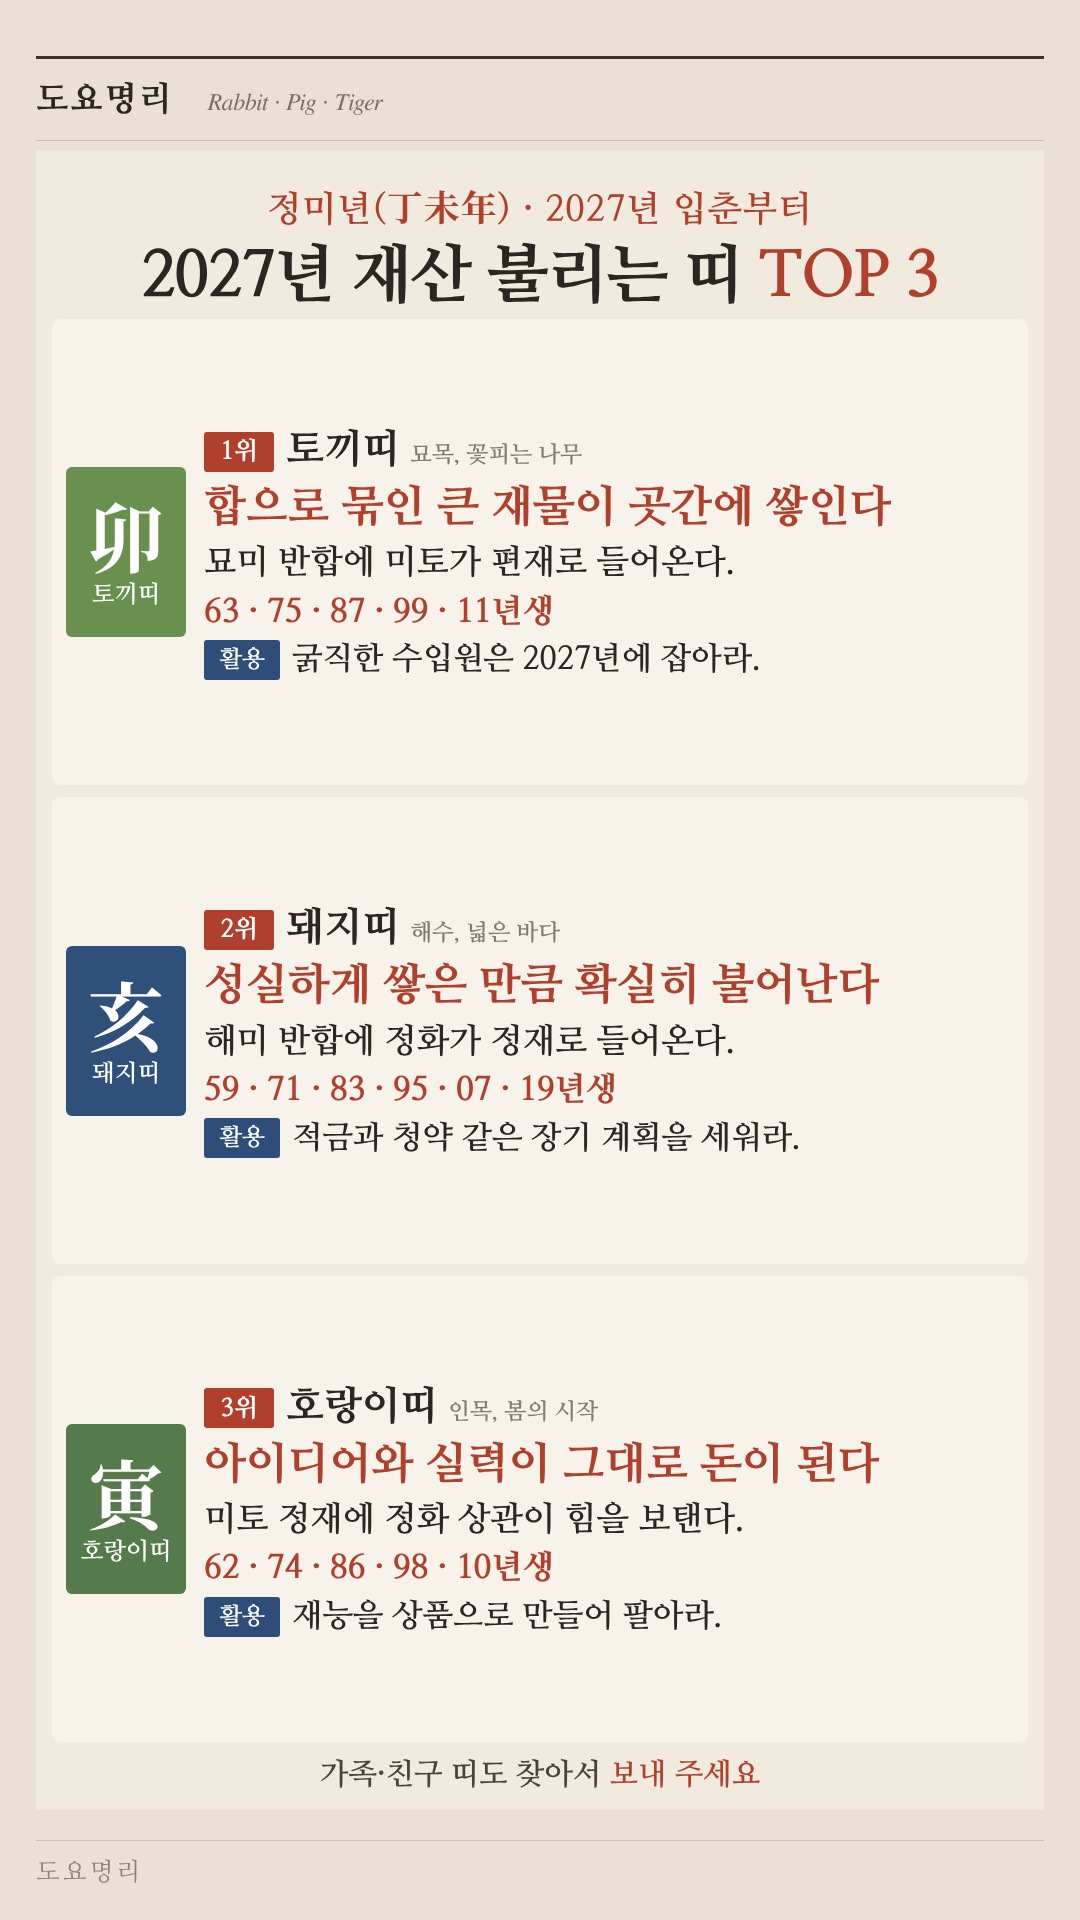 도요명리 Rabbit · Pig · Tiger
정미년(丁未年) · 2027년 입춘부터
2027년 재산 불리는 띠 TOP 3
卯
토끼띠
1위 토끼띠 묘목, 꽃피는 나무
합으로 묶인 큰 재물이 곳간에 쌓인다
묘미 반합에 미토가 편재로 들어온다.
63 · 75 · 87 · 99 · 11년생
활용 굵직한 수입원은 2027년에 잡아라.
亥
돼지띠
2위 돼지띠 해수, 넓은 바다
성실하게 쌓은 만큼 확실히 불어난다
해미 반합에 정화가 정재로 들어온다.
59 · 71 · 83 · 95 · 07 · 19년생
활용 적금과 청약 같은 장기 계획을 세워라.
寅
호랑이띠
3위 호랑이띠 인목, 봄의 시작
아이디어와 실력이 그대로 돈이 된다
미토 정재에 정화 상관이 힘을 보탠다.
62 · 74 · 86 · 98 · 10년생
활용 재능을 상품으로 만들어 팔아라.
가족·친구 띠도 찾아서 보내 주세요
도요명리